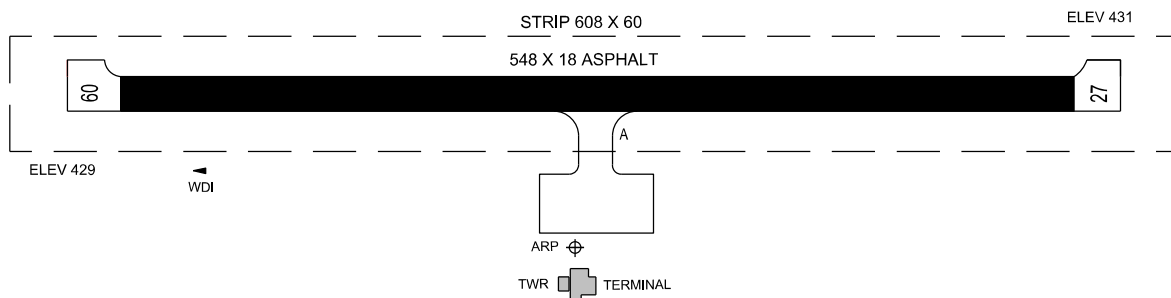 STRIP 608 X 60
ELEV 431
548 X 18 ASPHALT
09
27
A
ELEV 429
WDI
ARP
TWR
TERMINAL